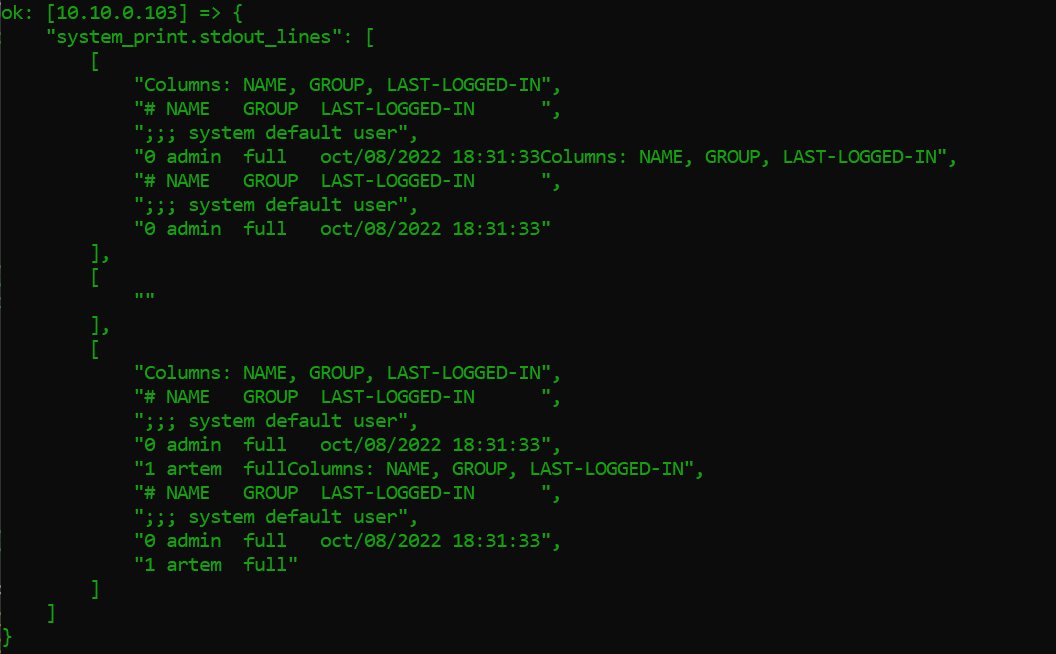 ok: [10.10.0.103] => {
    "system_print.stdout_lines": [
        [
            "Columns: NAME, GROUP, LAST-LOGGED-IN",
            "# NAME   GROUP  LAST-LOGGED-IN      ",
            ";;; system default user",
            "0 admin  full   oct/08/2022 18:31:33Columns: NAME, GROUP, LAST-LOGGED-IN",
            "# NAME   GROUP  LAST-LOGGED-IN      ",
            ";;; system default user",
            "0 admin  full   oct/08/2022 18:31:33"
        ],
        [
            ""
        ],
        [
            "Columns: NAME, GROUP, LAST-LOGGED-IN",
            "# NAME   GROUP  LAST-LOGGED-IN      ",
            ";;; system default user",
            "0 admin  full   oct/08/2022 18:31:33",
            "1 artem  fullColumns: NAME, GROUP, LAST-LOGGED-IN",
            "# NAME   GROUP  LAST-LOGGED-IN      ",
            ";;; system default user",
            "0 admin  full   oct/08/2022 18:31:33",
            "1 artem  full"
        ]
    ]
}